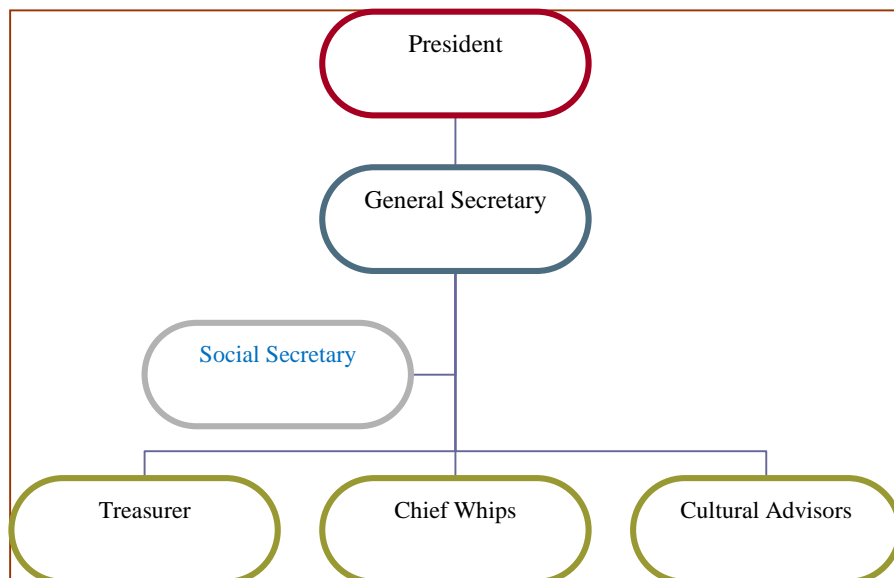 President
General Secretary
Social Secretary
Treasurer
Chief Whips
Cultural Advisors